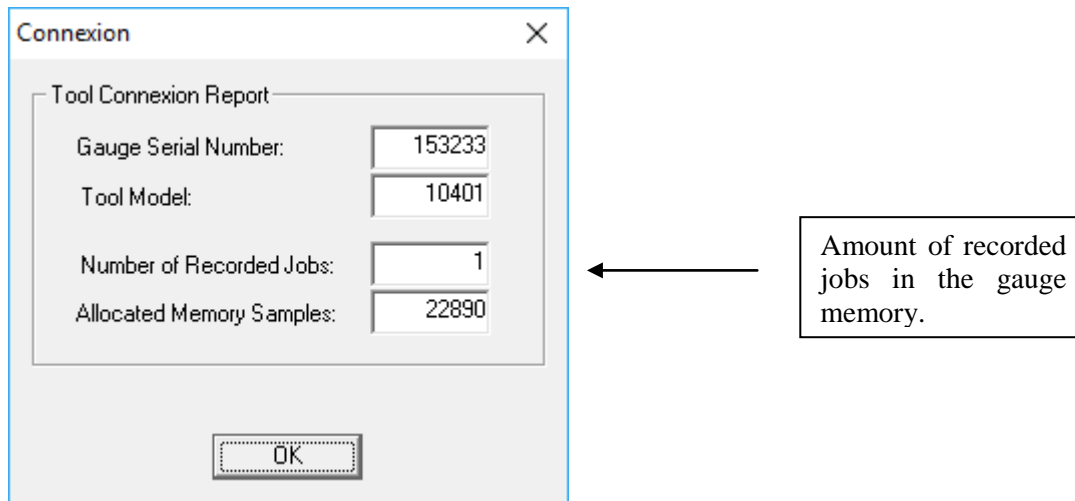 Connexion
Tool Connexion Report
Gauge Serial Number: 153233
Tool Model: 10401
Number of Recorded Jobs: 1
Allocated Memory Samples: 22890
OK
Amount of recorded
jobs in the gauge
memory.